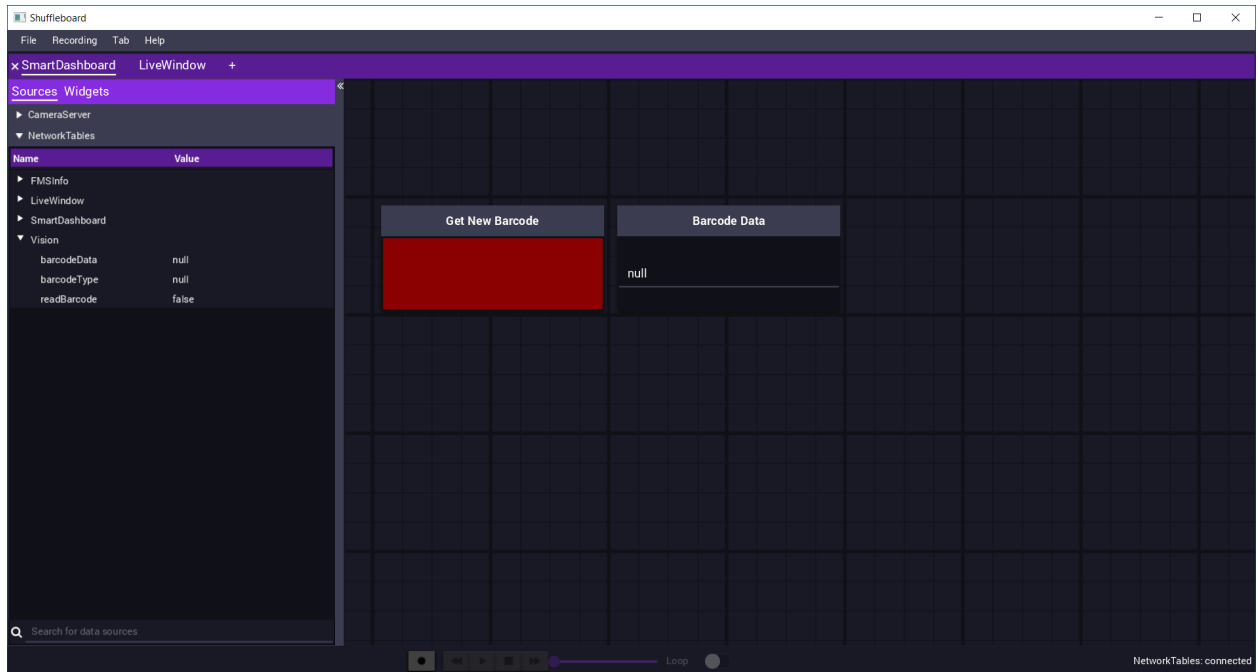 Shuffleboard
File Recording Tab Help
SmartDashboard LiveWindow +
Sources Widgets
CameraServer
NetworkTables
Name Value
FMSInfo
LiveWindow
SmartDashboard
Vision
barcodeData null
barcodeType null
readBarcode false
Get New Barcode Barcode Data
null
Search for data sources
Loop
NetworkTables: connected